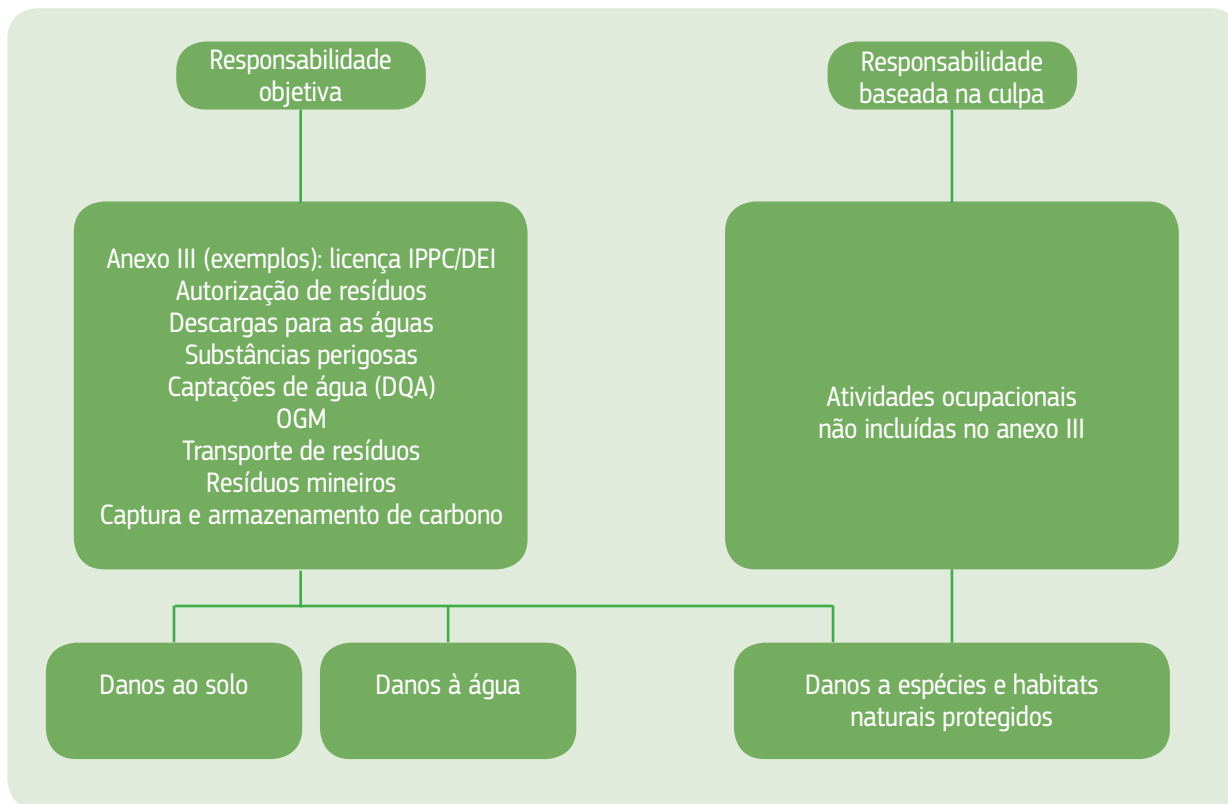 Responsabilidade
objetiva
Responsabilidade
baseada na culpa
Anexo III (exemplos): licença IPPC/DEI
Autorização de resíduos
Descargas para as águas
Substâncias perigosas
Captações de água (DQA)
OGM
Transporte de resíduos
Resíduos mineiros
Captura e armazenamento de carbono
Atividades ocupacionais
não incluídas no anexo III
Danos ao solo
Danos à água
Danos a espécies e habitats
naturais protegidos